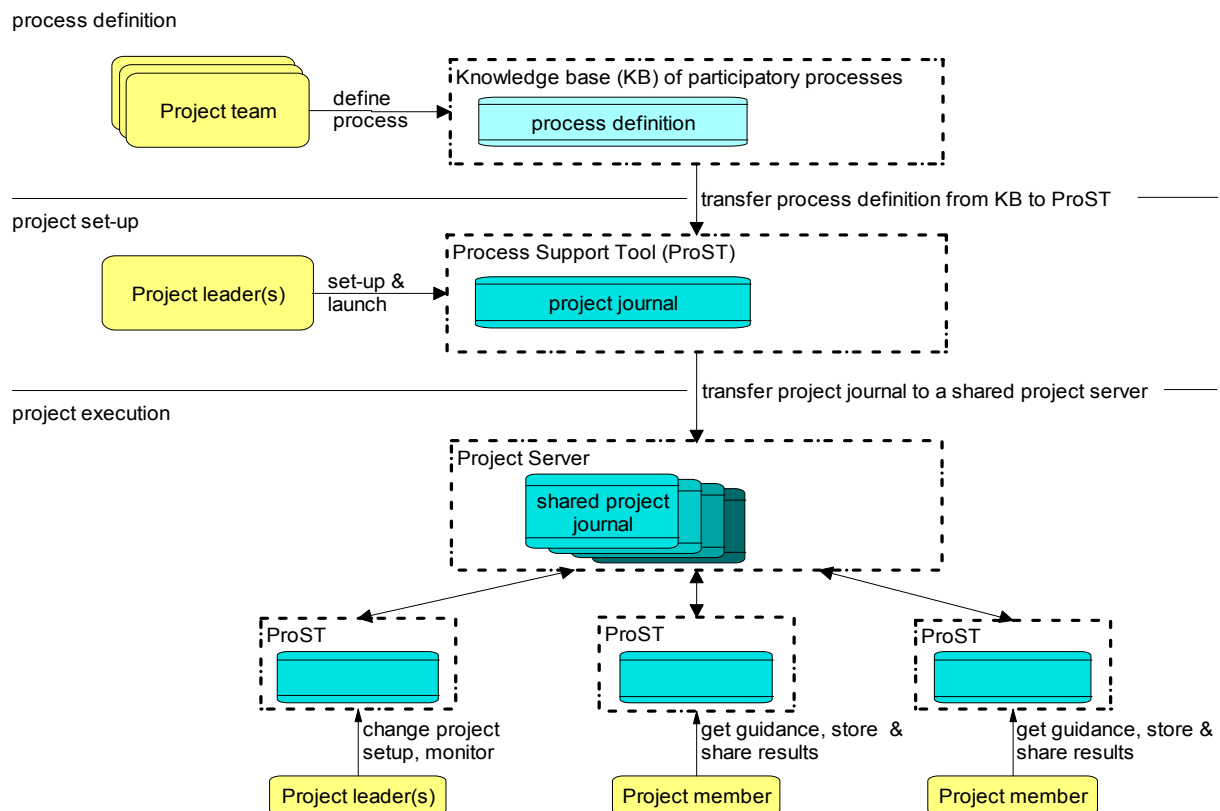 process definition
Knowledge base (KB) of participatory processes
Project team
define
process
process definition
transfer process definition from KB to ProST
project set-up
Process Support Tool (ProST)
Project leader(s)
set-up &
launch
project journal
transfer project journal to a shared project server
project execution
Project Server
shared project
journal
ProST
ProST
ProST
change project
setup, monitor
get guidance, store &
share results
get guidance, store &
share results
Project leader(s)
Project member
Project member